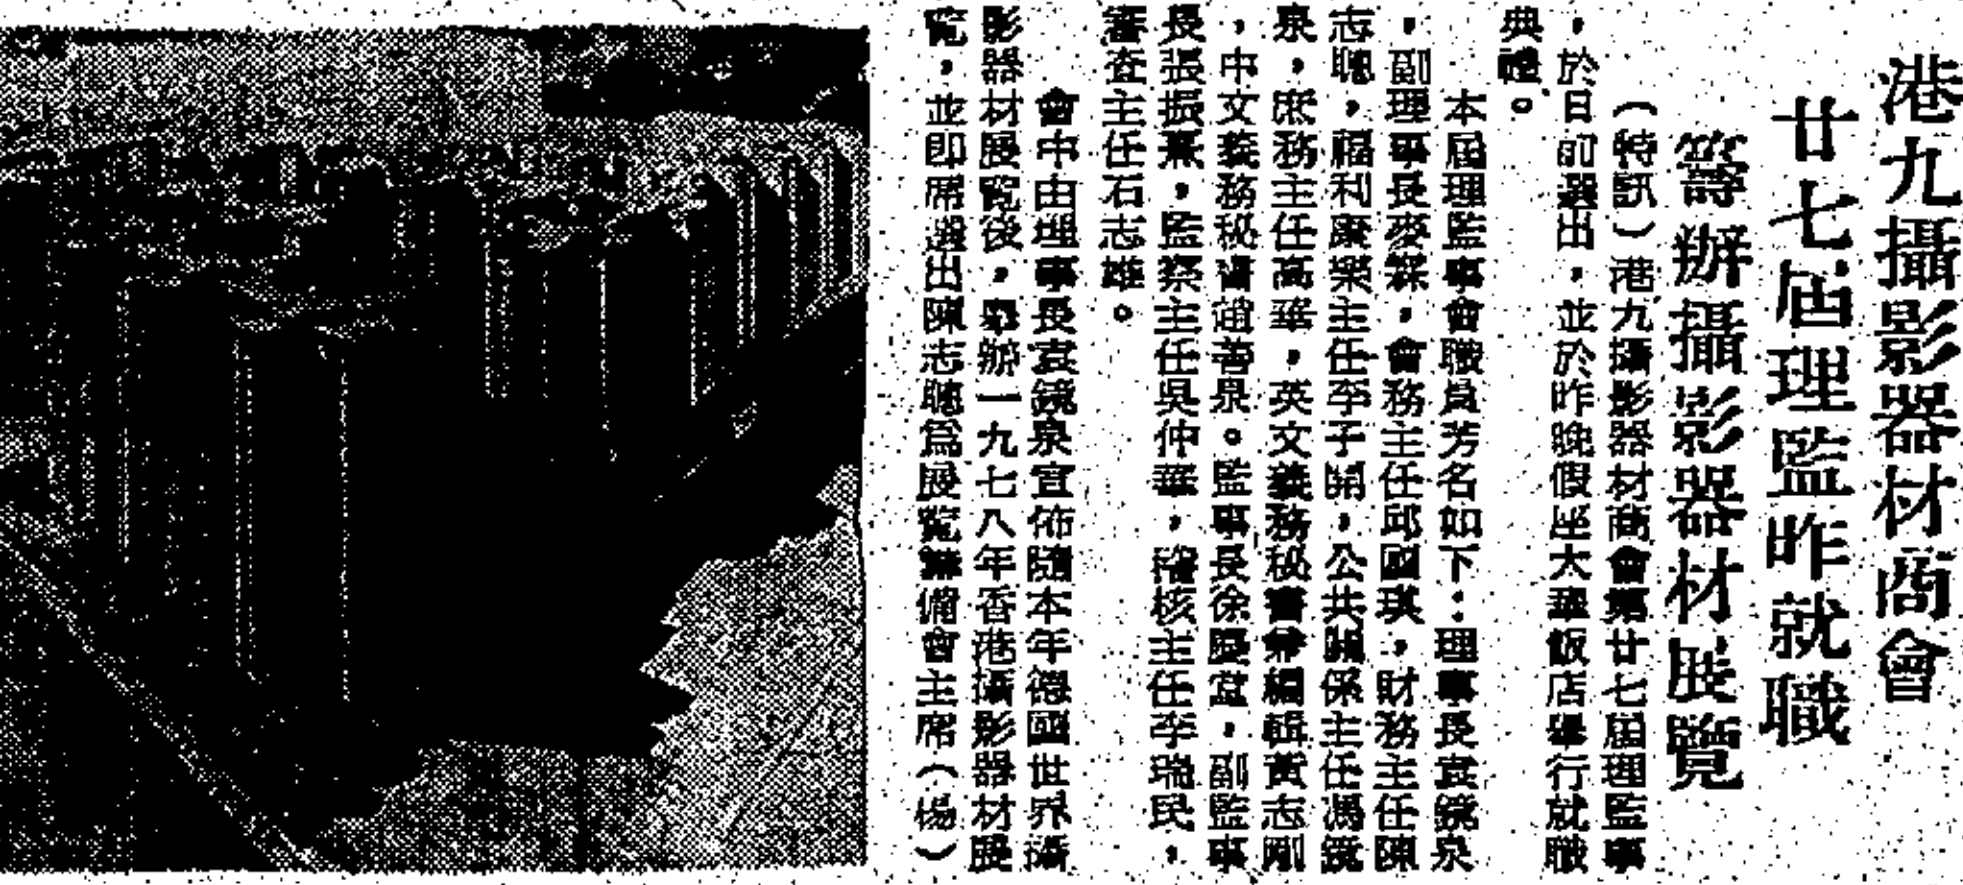 港九攝影器材商會
廿七屆理監昨就職
籌辦攝影器材展覽
（特訊）港九攝影器材商會第廿七屆理監事
，於日前選出，並於昨晚假座大華飯店舉行就職
典禮。
本屆理監事會職員芳名如下：理事長袁鏡泉
，副理事長麥霖，會務主任邱國琪，財務主任陳
志聰，福利康樂主任李子開，公共關係主任馮鏡
泉，庶務主任高華，英文義務秘書兼編輯黃志剛
，中文義務秘書趙善泉。監事長徐慶堂，副監事
長張振熹，監察主任吳仲華，稽核主任李瑞民，
審查主任石志雄。
會中由理事長袁鏡泉宣佈隨本年德國世界攝
影器材展覽後，舉辦一九七八年香港攝影器材展
覽，並即席選出陳志聰爲展覽籌備會主席（楊）